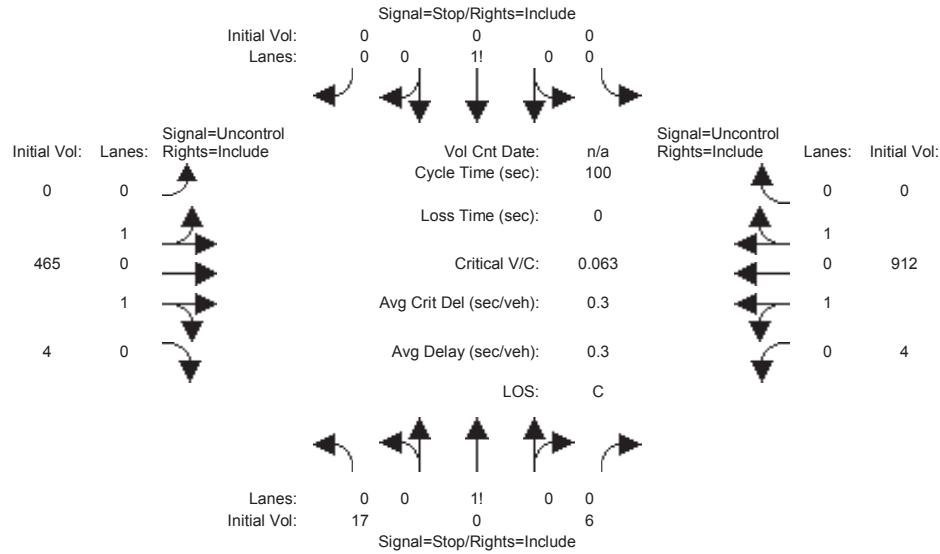 Signal=Stop/Rights=Include
Initial Vol: 0 0 0
Lanes: 0 0 1! 0 0
Signal=Uncontrol
Initial Vol: Lanes: Rights=Include
Vol Cnt Date: n/a
Signal=Uncontrol
Rights=Include Lanes: Initial Vol:
Cycle Time (sec): 100
0 0
0 0
Loss Time (sec): 0
1
1
465 0
Critical V/C: 0.063
0 912
1
Avg Crit Del (sec/veh): 0.3
1
4 0
Avg Delay (sec/veh): 0.3
0 4
LOS: C
Lanes: 0 0 1! 0 0
Initial Vol: 17 0 6
Signal=Stop/Rights=Include